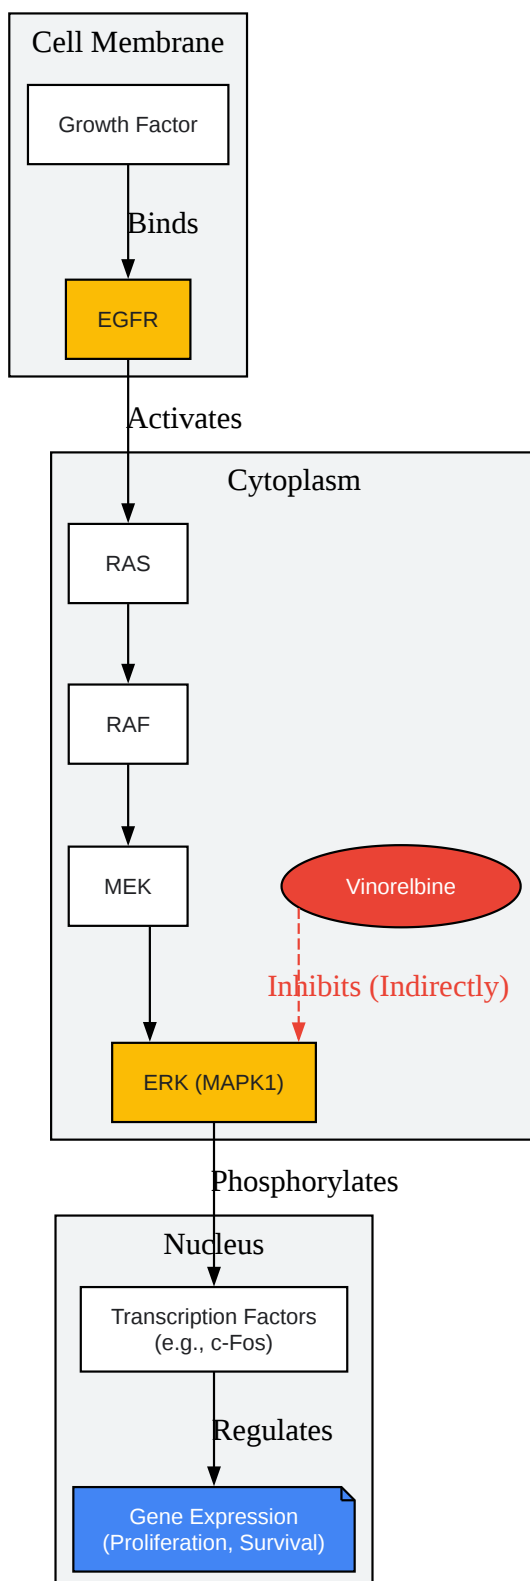 Cell Membrane
Growth Factor
Binds
EGFR
Activates
Cytoplasm
RAS
RAF
MEK
Vinorelbine
Inhibits (Indirectly)
ERK (MAPK1)
Phosphorylates
Nucleus
Transcription Factors
(e.g., c-Fos)
Regulates
Gene Expression
(Proliferation, Survival)